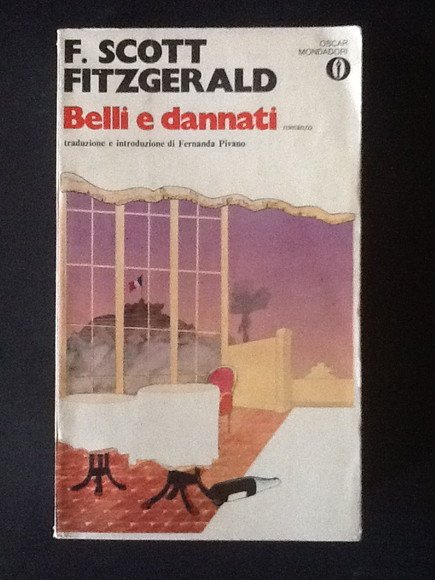 F. SCOTT
FITZGERALD
OSCAR
MONDADORI
Belli e dannati
romanzo
traduzione e introduzione di Fernanda Pivano